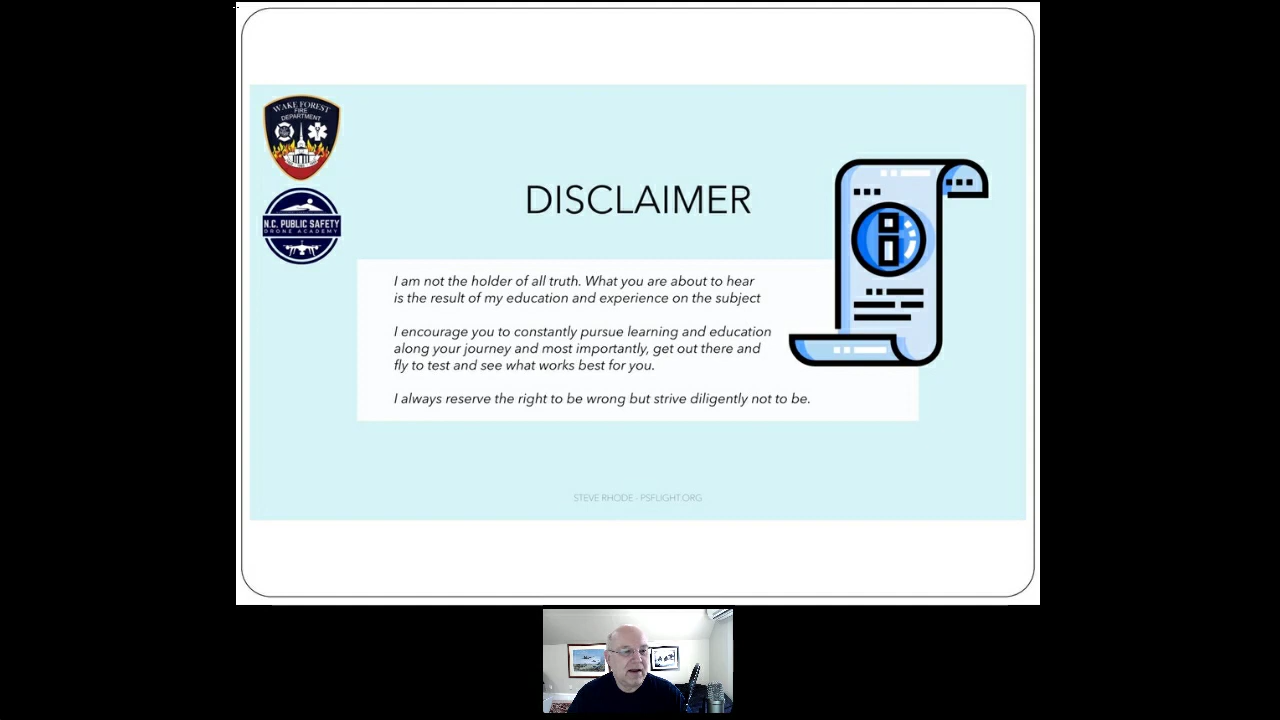 WAKE FOREST
FIRE
DEPARTMENT
N.C. PUBLIC SAFETY
DRONE ACADEMY
DISCLAIMER
I am not the holder of all truth. What you are about to hear
is the result of my education and experience on the subject
I encourage you to constantly pursue learning and education
along your journey and most importantly, get out there and
fly to test and see what works best for you.
I always reserve the right to be wrong but strive diligently not to be.
STEVE RHODE - PSFLIGHT.ORG